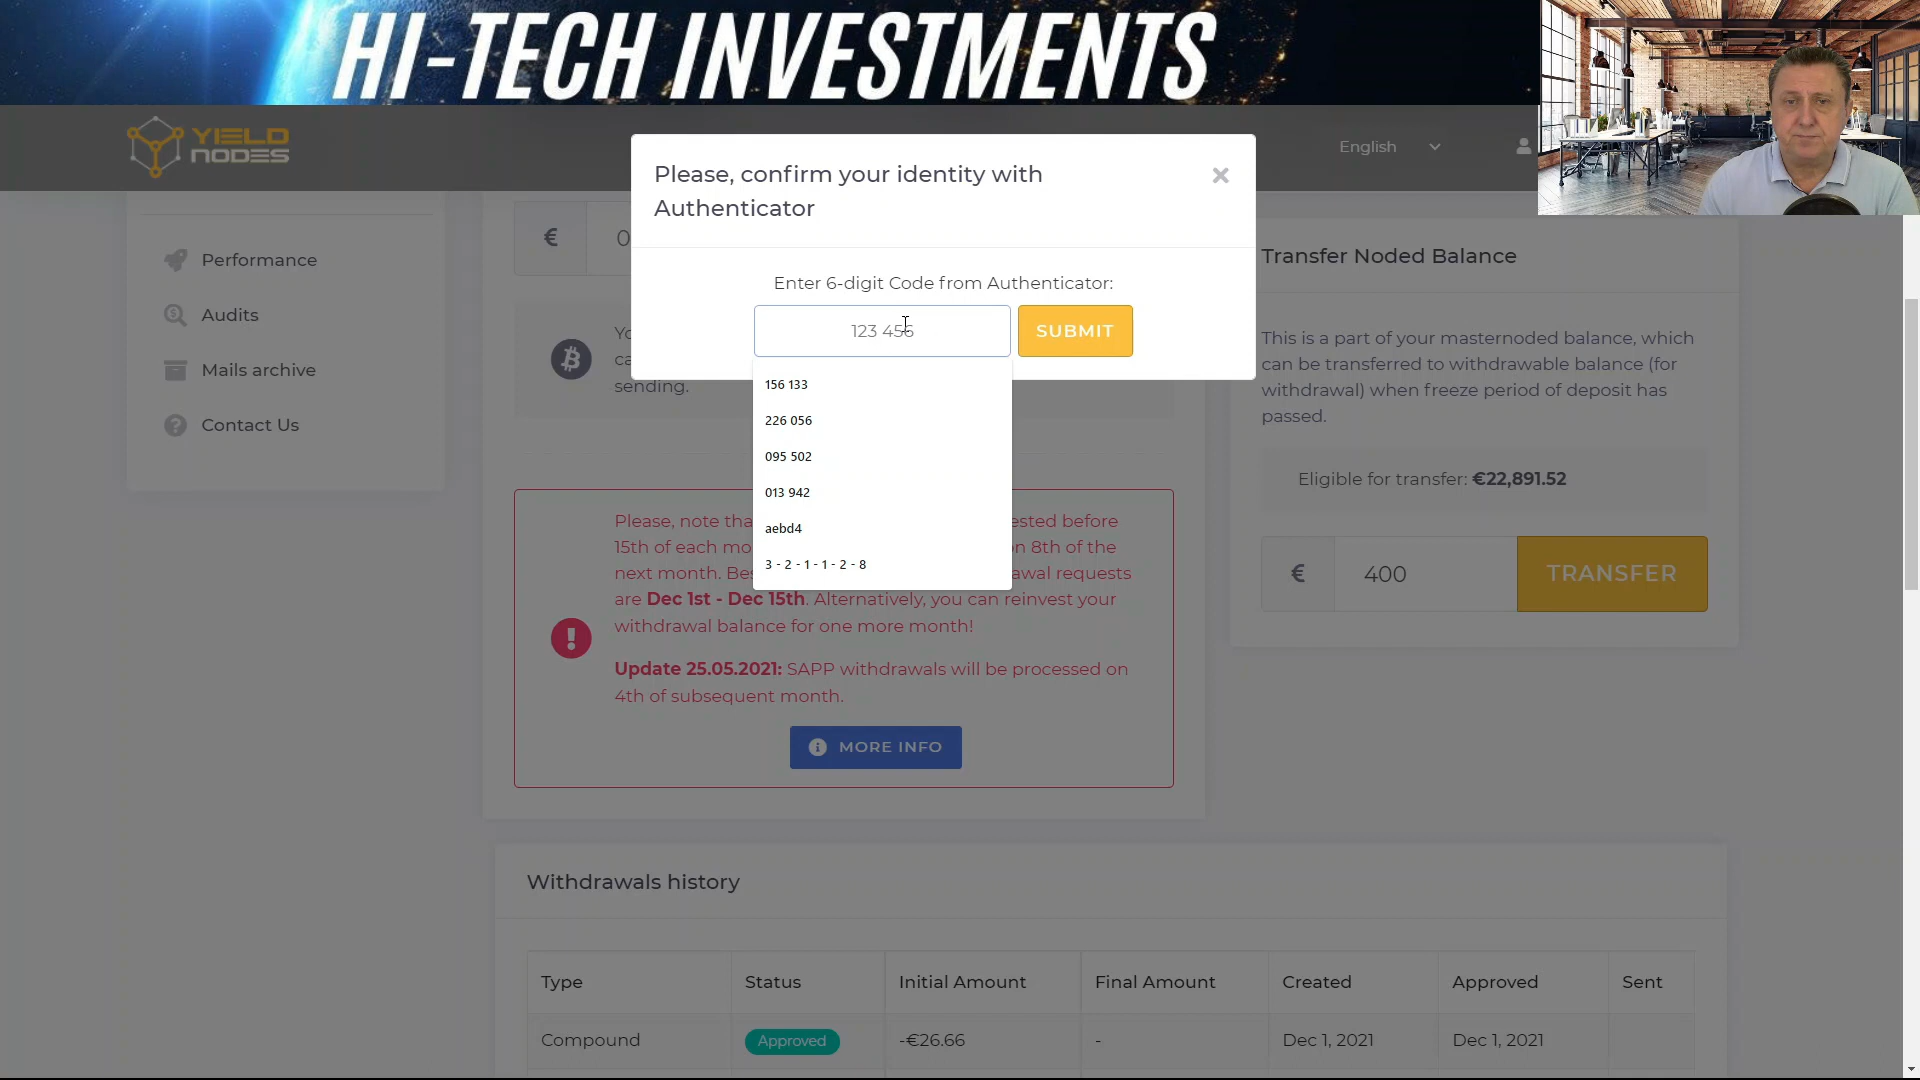 HI-TECH INVESTMENTS
YIELD
NODES
English
Please, confirm your identity with
Authenticator
×
Performance
Audits
Mails archive
Contact Us
€
0
Enter 6-digit Code from Authenticator:
123 456
SUBMIT
156 133
226 056
095 502
013 942
aebd4
3 - 2 - 1 - 1 - 2 - 8
sending.
Please, note
ested before
15th of each
n 8th of the
next month.
awal requests
are Dec 1st - Dec 15th. Alternatively, you can reinvest your
withdrawal balance for one more month!
Update 25.05.2021: SAPP withdrawals will be processed on
4th of subsequent month.
MORE INFO
Transfer Noded Balance
This is a part of your masternoded balance, which
can be transferred to withdrawable balance (for
withdrawal) when freeze period of deposit has
passed.
Eligible for transfer: €22,891.52
€
400
TRANSFER
Withdrawals history
Type Status Initial Amount Final Amount Created Approved Sent
Compound Approved -€26.66 - Dec 1, 2021 Dec 1, 2021